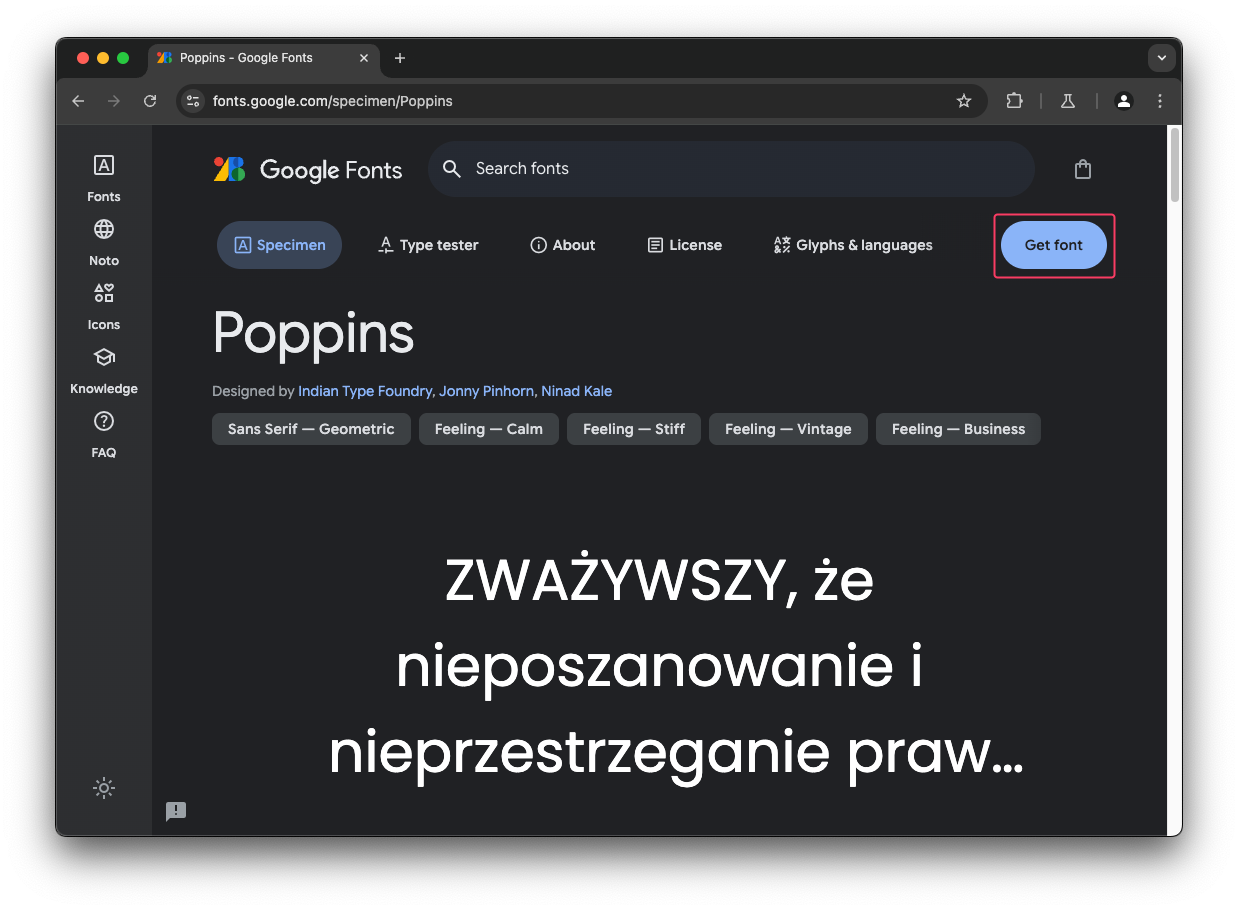 Poppins - Google Fonts
fonts.google.com/specimen/Poppins
Fonts
Noto
Icons
Knowledge
FAQ
Google Fonts
Search fonts
Specimen
Type tester
About
License
Glyphs & languages
Get font
Poppins
Designed by Indian Type Foundry, Jonny Pinhorn, Ninad Kale
Sans Serif — Geometric
Feeling — Calm
Feeling — Stiff
Feeling — Vintage
Feeling — Business
ZWAŻYWSZY, że
nieposzanowanie i
nieprzestrzeganie praw…